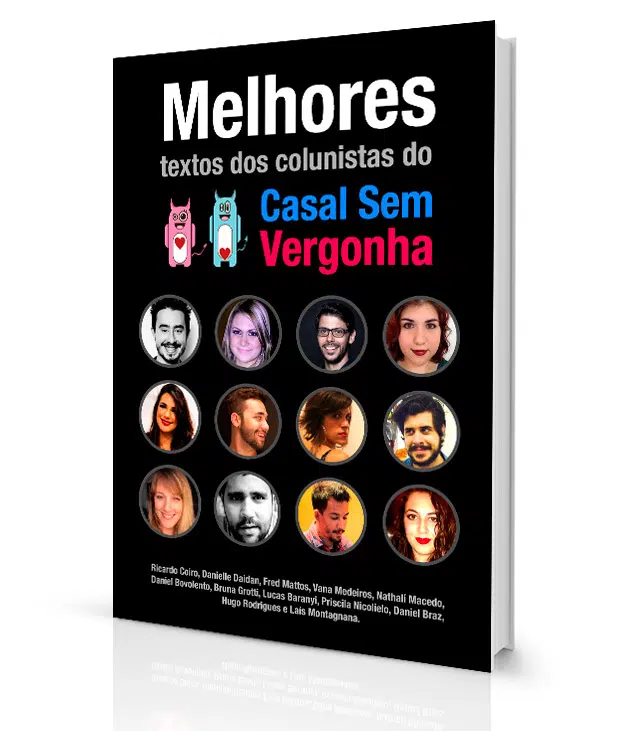 Melhores
textos dos colunistas do
Casal Sem
Vergonha
Ricardo Coiro, Danielle Daidan, Fred Mattos, Vana Medeiros, Nathalí Macedo,
Daniel Bovolento, Bruna Grotti, Lucas Baranyi, Priscila Nicolielo, Daniel Braz,
Hugo Rodrigues e Laís Montagnana.